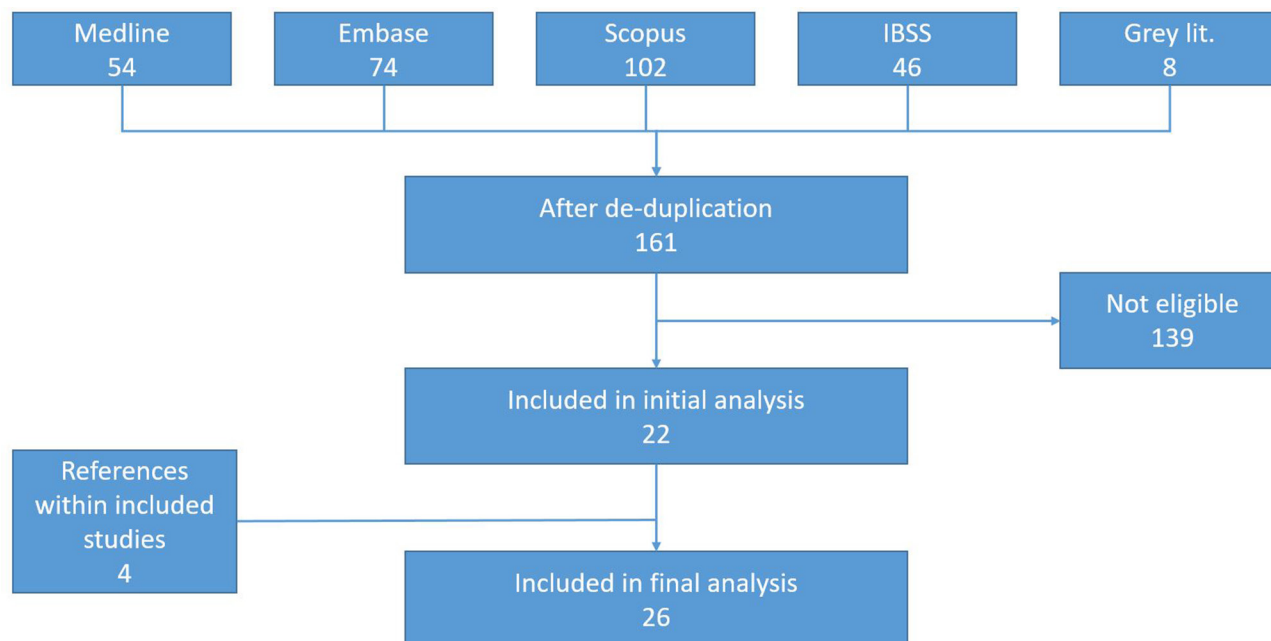 Medline
54
Embase
74
Scopus
102
IBSS
46
Grey lit.
8
After de-duplication
161
Not eligible
139
Included in initial analysis
22
References
within included
studies
4
Included in final analysis
26